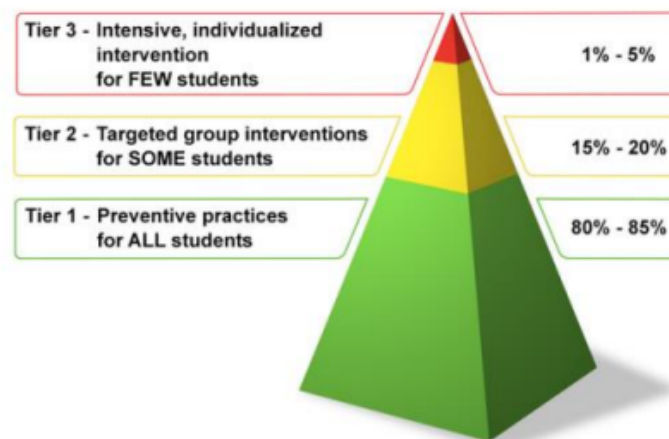 Tier 3 - Intensive, individualized
intervention
for FEW students
1% - 5%
Tier 2 - Targeted group interventions
for SOME students
15% - 20%
Tier 1 - Preventive practices
for ALL students
80% - 85%